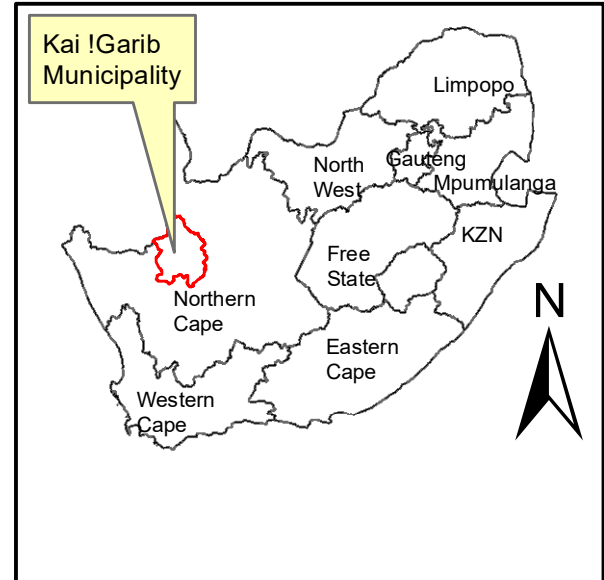 Kai !Garib
Municipality
Limpopo
Gauteng
North
West
Mpumulanga
KZN
Free
State
N
Northern
Cape
Eastern
Cape
Western
Cape